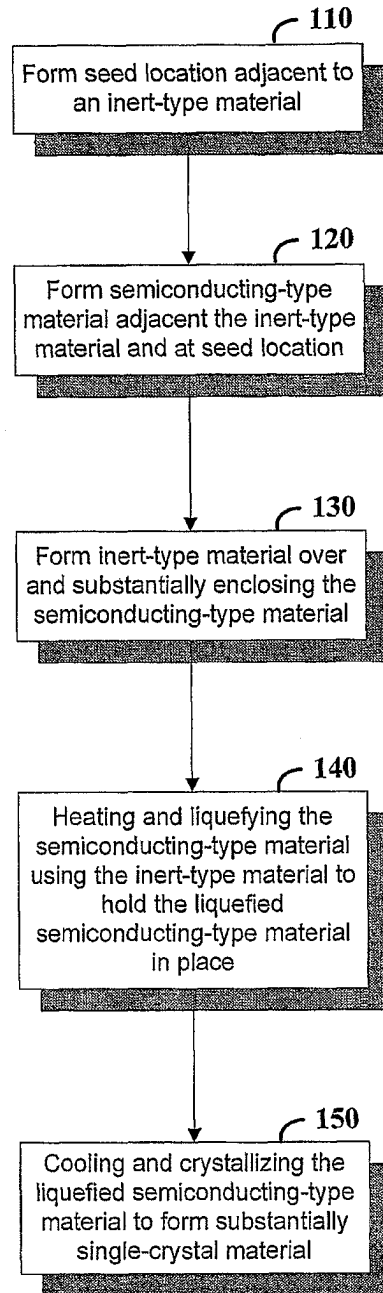 110
Form seed location adjacent to
an inert-type material
120
Form semiconducting-type
material adjacent the inert-type
material and at seed location
130
Form inert-type material over
and substantially enclosing the
semiconducting-type material
140
Heating and liquefying the
semiconducting-type material
using the inert-type material to
hold the liquefied
semiconducting-type material
in place
150
Cooling and crystallizing the
liquefied semiconducting-type
material to form substantially
single-crystal material